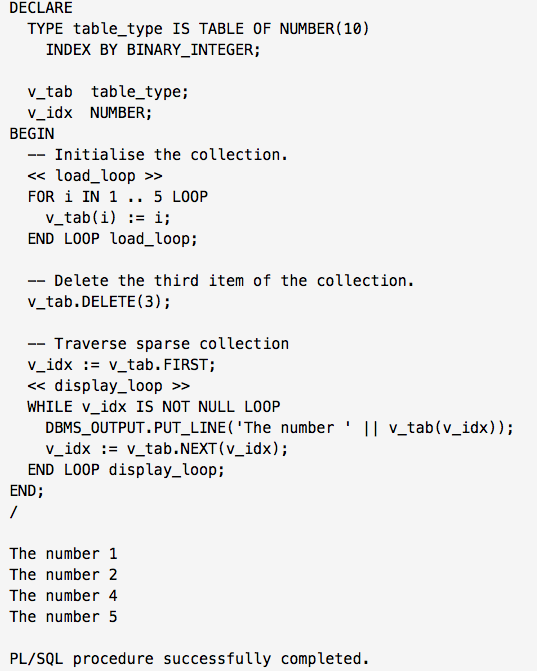 DECLARE
  TYPE table_type IS TABLE OF NUMBER(10)
    INDEX BY BINARY_INTEGER;

  v_tab  table_type;
  v_idx  NUMBER;
BEGIN
  -- Initialise the collection.
  << load_loop >>
  FOR i IN 1 .. 5 LOOP
    v_tab(i) := i;
  END LOOP load_loop;

  -- Delete the third item of the collection.
  v_tab.DELETE(3);

  -- Traverse sparse collection
  v_idx := v_tab.FIRST;
  << display_loop >>
  WHILE v_idx IS NOT NULL LOOP
    DBMS_OUTPUT.PUT_LINE('The number ' || v_tab(v_idx));
    v_idx := v_tab.NEXT(v_idx);
  END LOOP display_loop;
END;
/

The number 1
The number 2
The number 4
The number 5

PL/SQL procedure successfully completed.